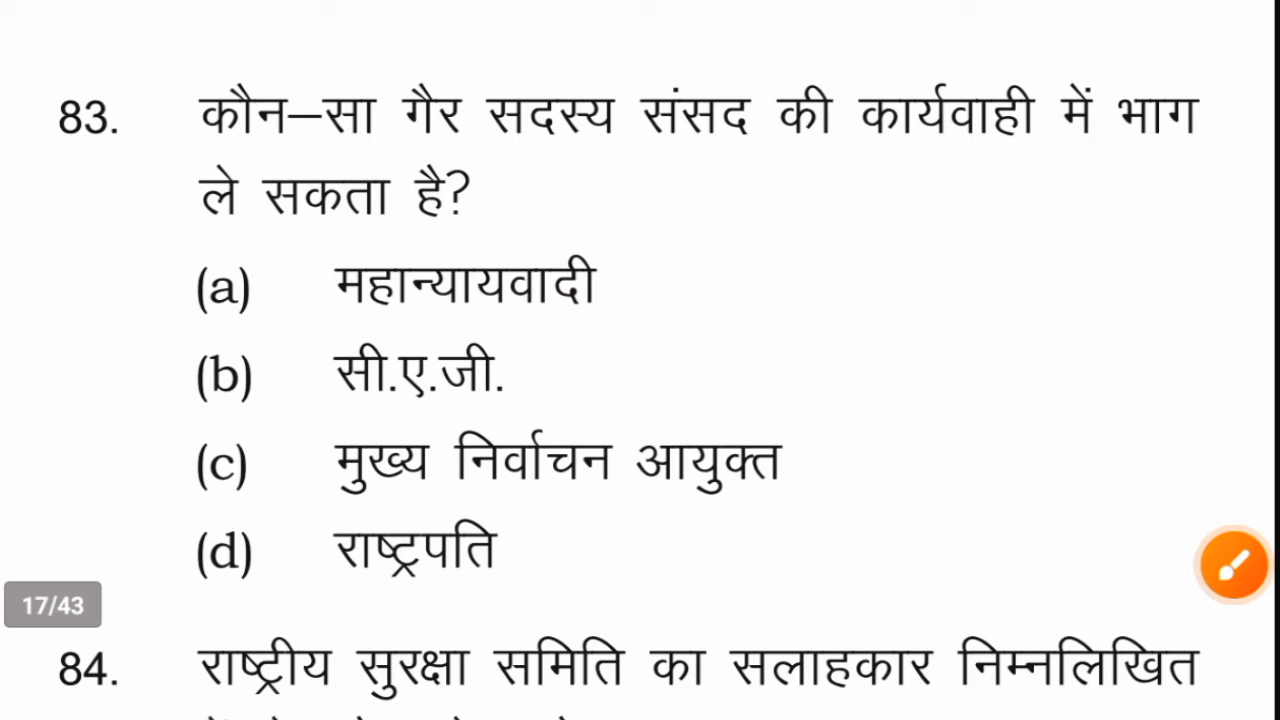 83. कौन–सा गैर सदस्य संसद की कार्यवाही में भाग
ले सकता है?
(a) महान्यायवादी
(b) सी.ए.जी.
(c) मुख्य निर्वाचन आयुक्त
(d) राष्ट्रपति
17/43
84. राष्ट्रीय सुरक्षा समिति का सलाहकार निम्नलिखित